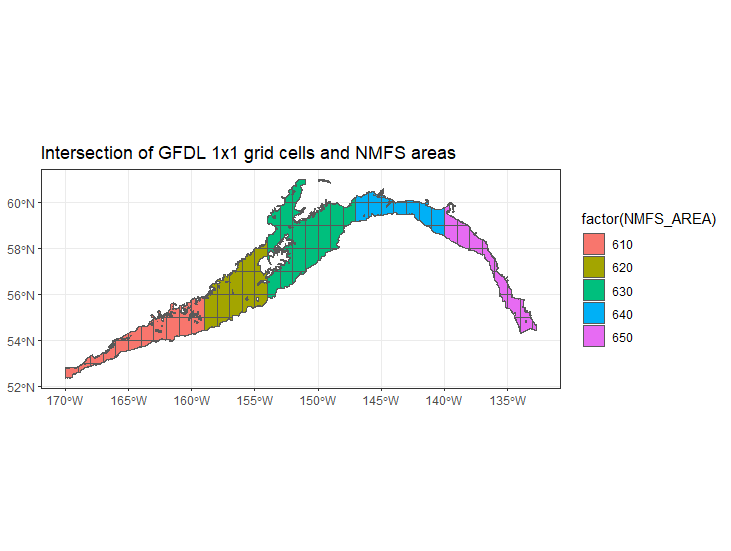 Intersection of GFDL 1x1 grid cells and NMFS areas
60°N
58°N
56°N
54°N
52°N
170°W 165°W 160°W 155°W 150°W 145°W 140°W 135°W
factor(NMFS_AREA)
610
620
630
640
650